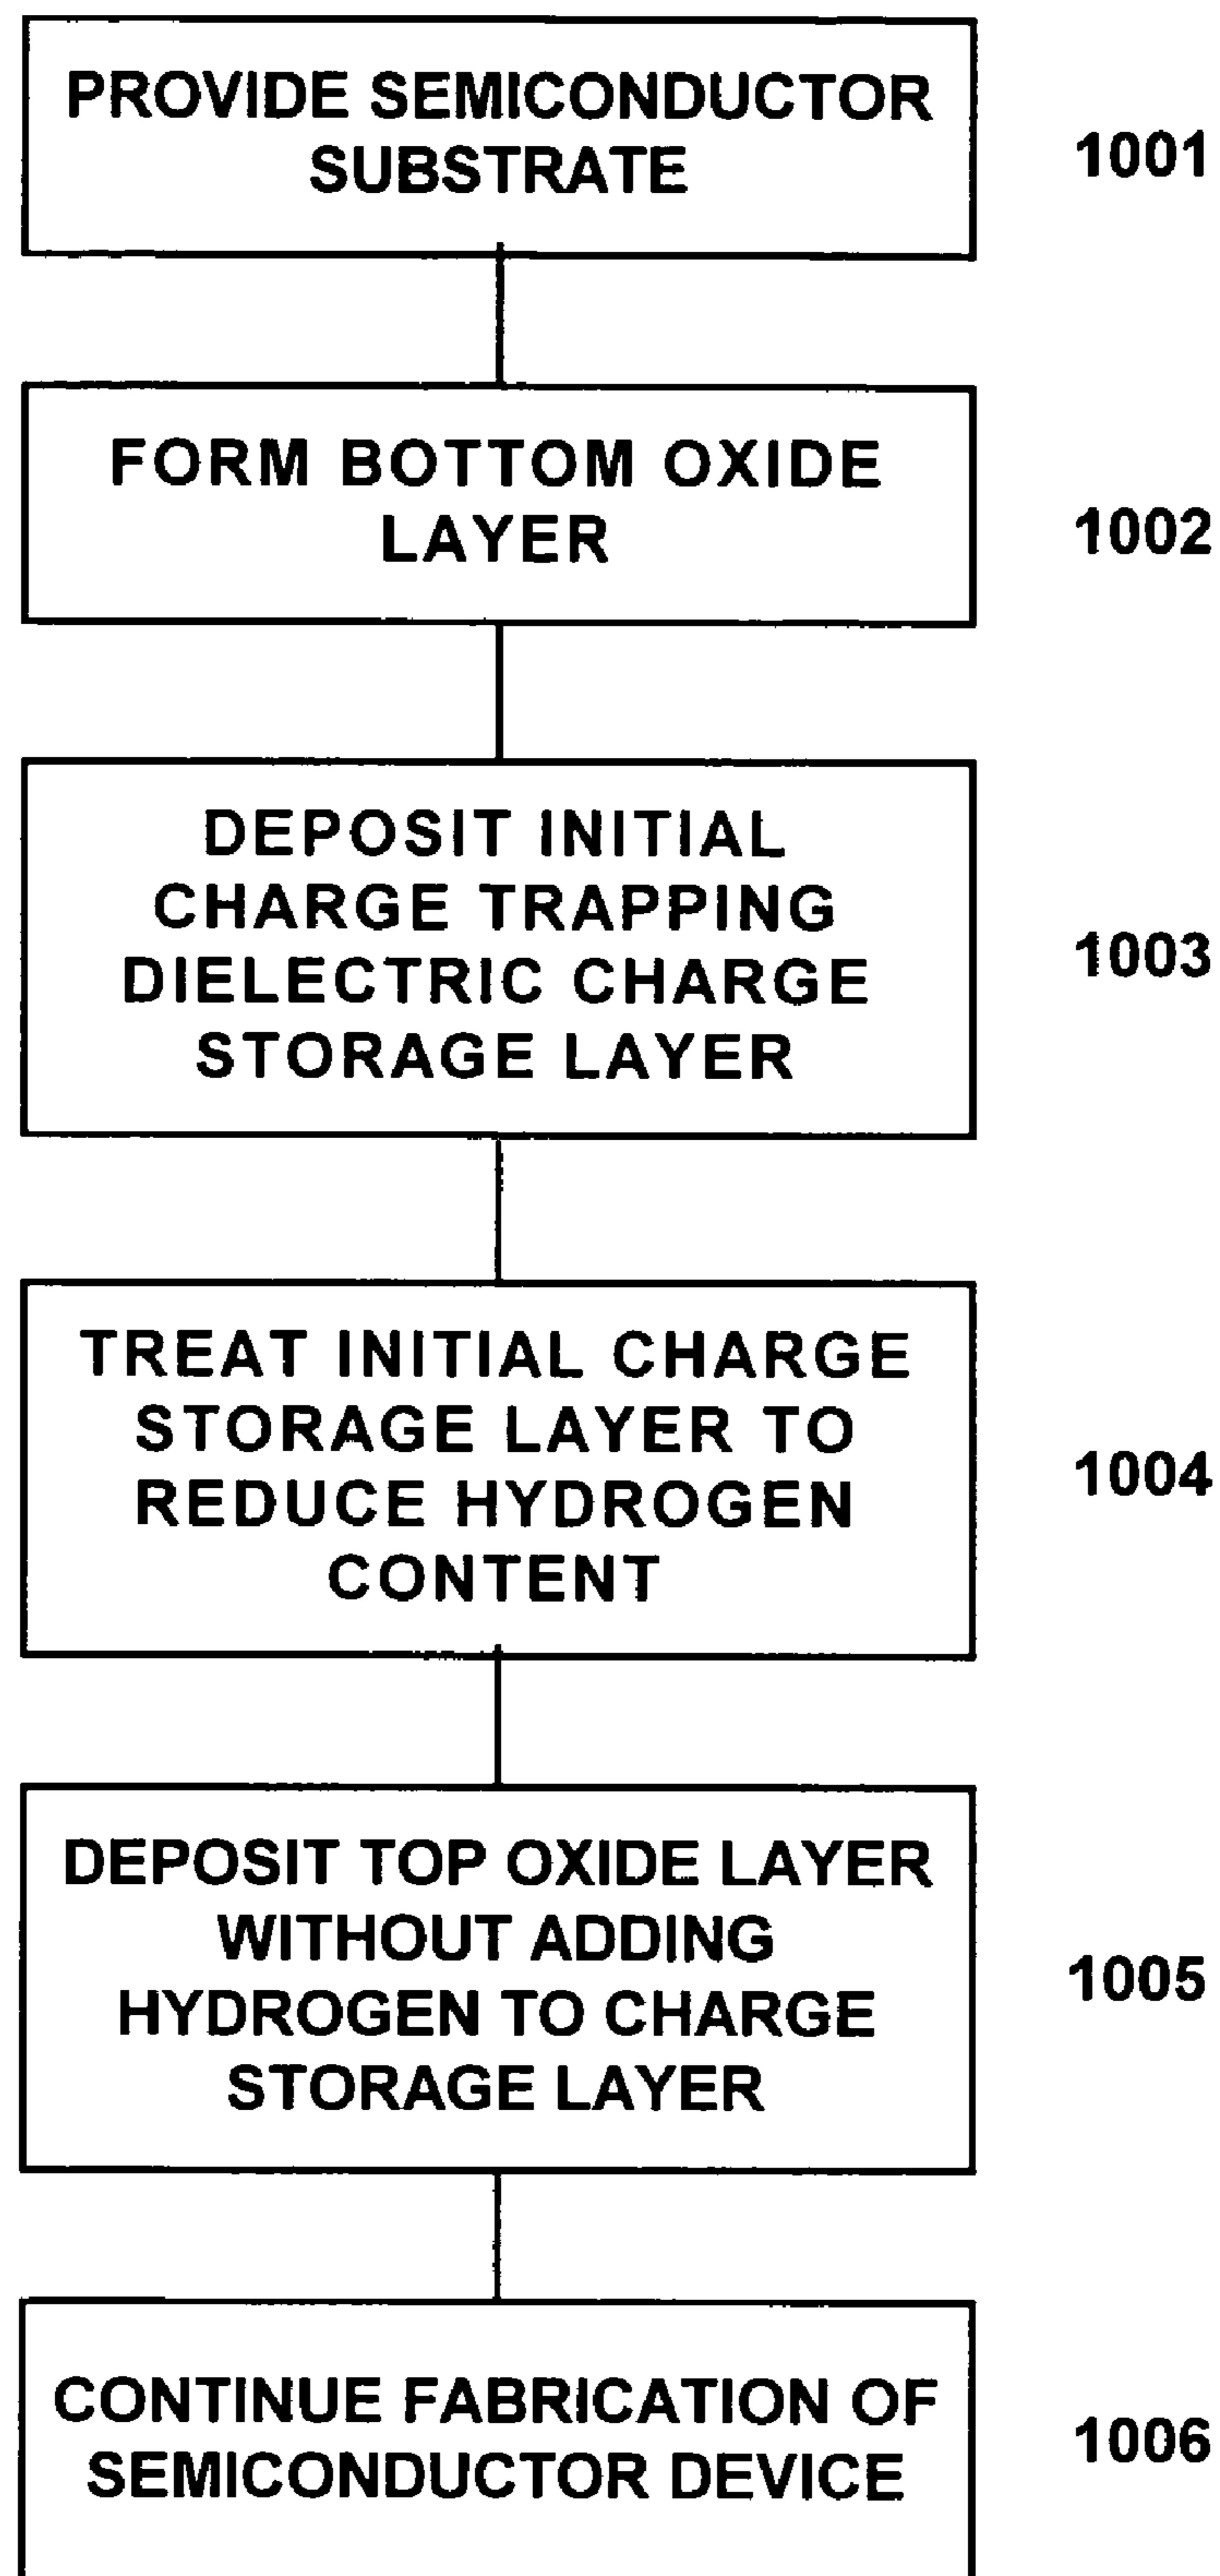 PROVIDE SEMICONDUCTOR
SUBSTRATE
1001
FORM BOTTOM OXIDE
LAYER
1002
DEPOSIT INITIAL
CHARGE TRAPPING
DIELECTRIC CHARGE
STORAGE LAYER
1003
TREAT INITIAL CHARGE
STORAGE LAYER TO
REDUCE HYDROGEN
CONTENT
1004
DEPOSIT TOP OXIDE LAYER
WITHOUT ADDING
HYDROGEN TO CHARGE
STORAGE LAYER
1005
CONTINUE FABRICATION OF
SEMICONDUCTOR DEVICE
1006